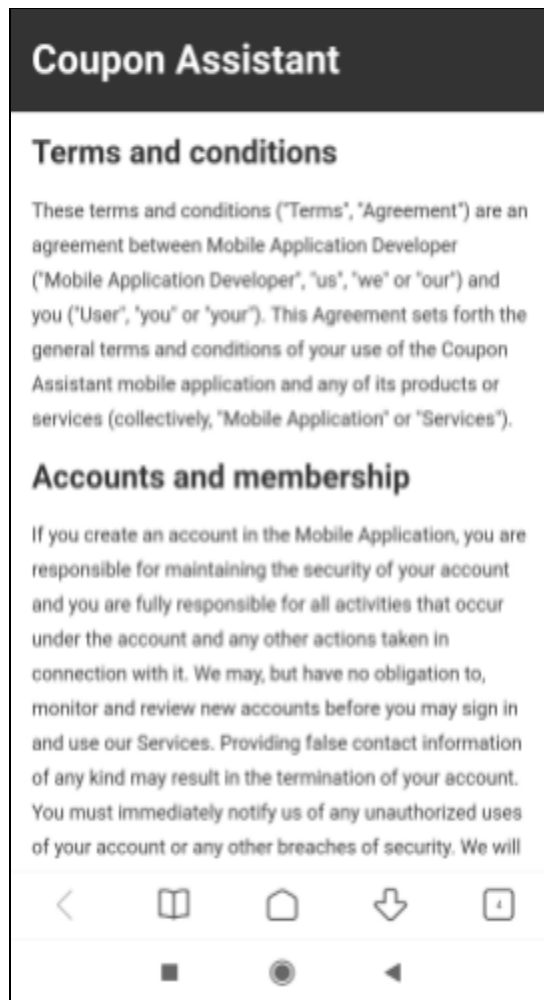 Coupon Assistant
Terms and conditions
These terms and conditions ("Terms", "Agreement") are an
agreement between Mobile Application Developer
("Mobile Application Developer", "us", "we" or "our") and
you ("User", "you" or "your"). This Agreement sets forth the
general terms and conditions of your use of the Coupon
Assistant mobile application and any of its products or
services (collectively, "Mobile Application" or "Services").
Accounts and membership
If you create an account in the Mobile Application, you are
responsible for maintaining the security of your account
and you are fully responsible for all activities that occur
under the account and any other actions taken in
connection with it. We may, but have no obligation to,
monitor and review new accounts before you may sign in
and use our Services. Providing false contact information
of any kind may result in the termination of your account.
You must immediately notify us of any unauthorized uses
of your account or any other breaches of security. We will
4